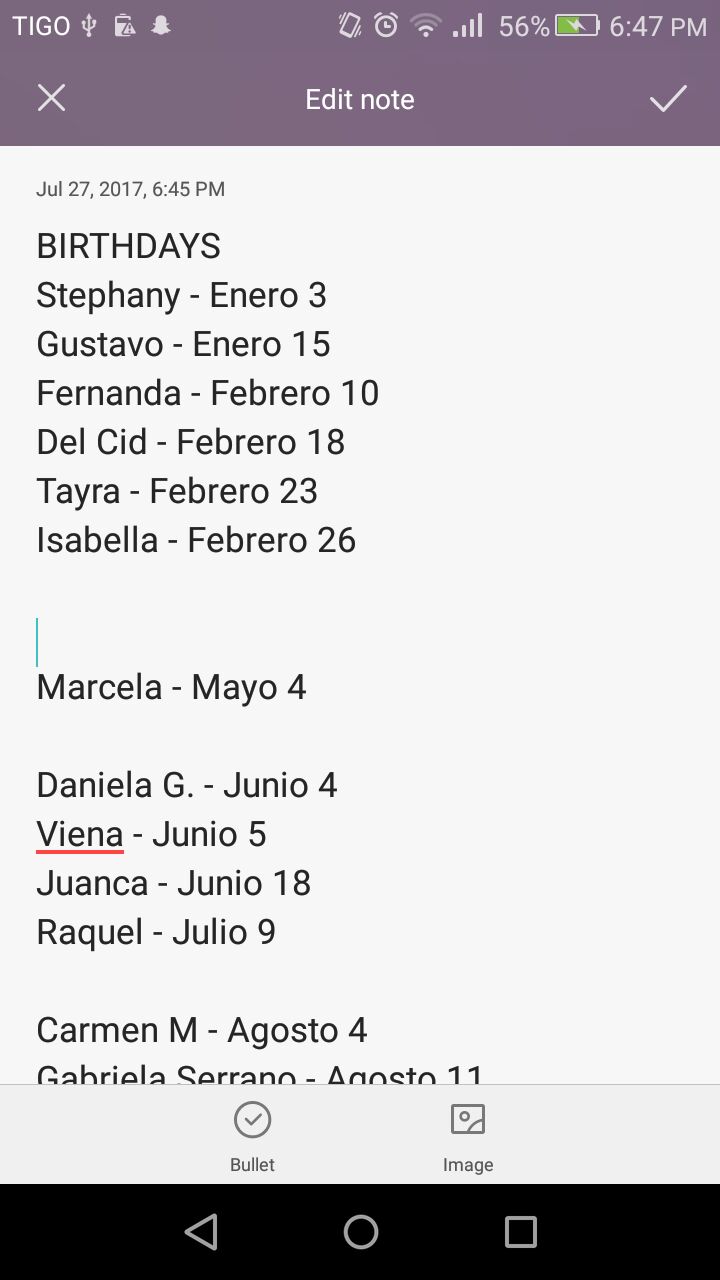 TIGO 56% 6:47 PM
Edit note
Jul 27, 2017, 6:45 PM
BIRTHDAYS
Stephany - Enero 3
Gustavo - Enero 15
Fernanda - Febrero 10
Del Cid - Febrero 18
Tayra - Febrero 23
Isabella - Febrero 26
Marcela - Mayo 4
Daniela G. - Junio 4
Viena - Junio 5
Juanca - Junio 18
Raquel - Julio 9
Carmen M - Agosto 4
Gabriela Serrano - Agosto 11
Bullet Image